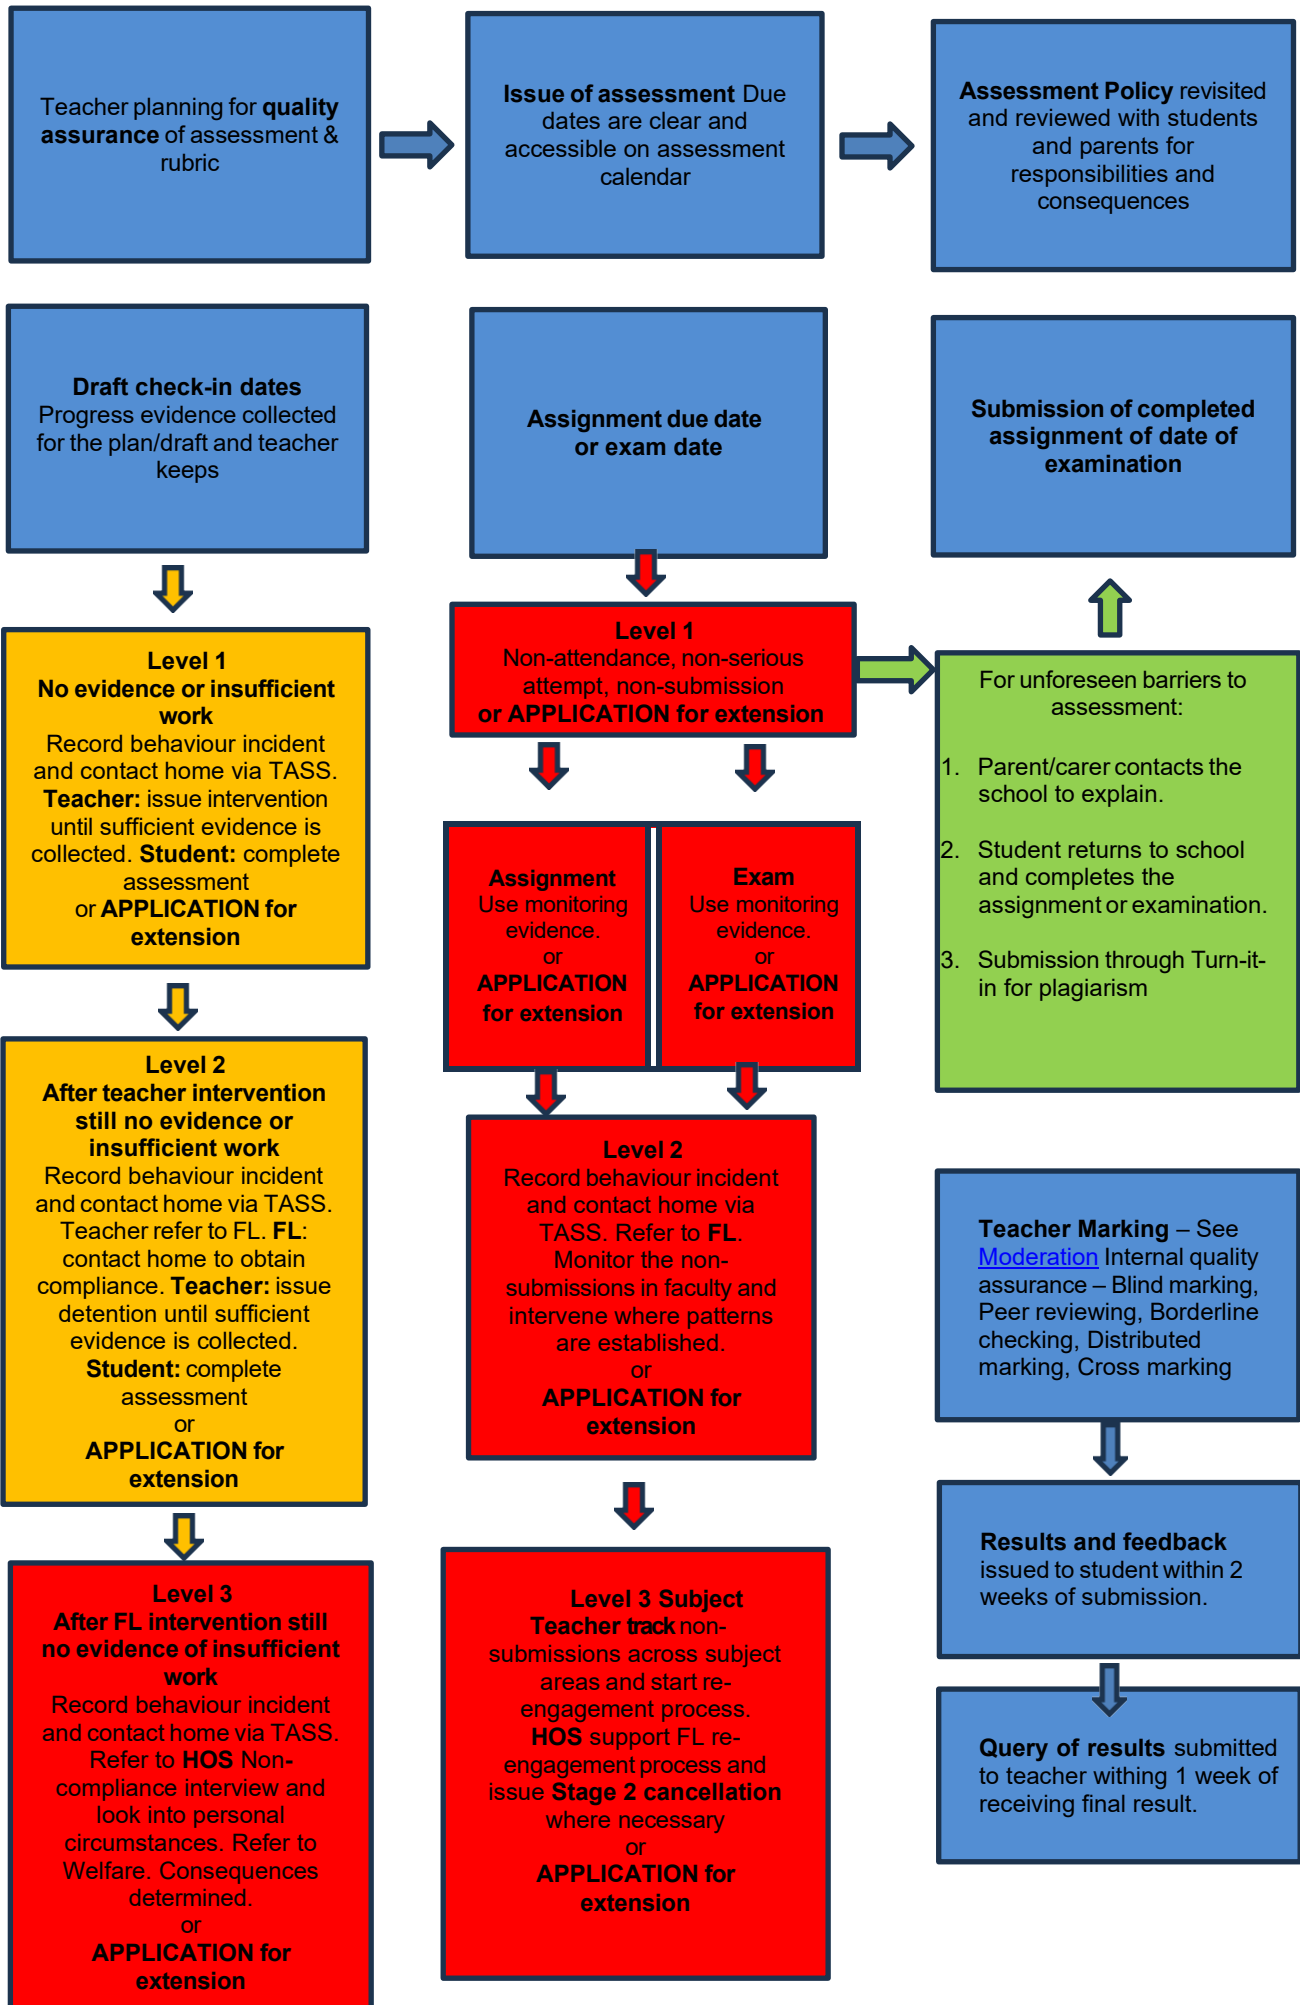 Teacher planning for quality
assurance of assessment &
rubric
Issue of assessment Due
dates are clear and
accessible on assessment
calendar
Assessment Policy revisited
and reviewed with students
and parents for
responsibilities and
consequences
Draft check-in dates
Progress evidence collected
for the plan/draft and teacher
keeps
Assignment due date
or exam date
Submission of completed
assignment of date of
examination
Level 1
No evidence or insufficient
work
Record behaviour incident
and contact home via TASS.
Teacher: issue intervention
until sufficient evidence is
collected. Student: complete
assessment
or APPLICATION for
extension
Level 2
After teacher intervention
still no evidence or
insufficient work
Record behaviour incident
and contact home via TASS.
Teacher refer to FL. FL:
contact home to obtain
compliance. Teacher: issue
detention until sufficient
evidence is collected.
Student: complete
assessment
or
APPLICATION for
extension
Level 3
After FL intervention still
no evidence of insufficient
work
Record behaviour incident
and contact home via TASS.
Refer to HOS Non-
compliance interview and
look into personal
circumstances. Refer to
Welfare. Consequences
determined.
or
APPLICATION for
extension
Level 1
Non-attendance, non-serious
attempt, non-submission
or APPLICATION for extension
Assignment
Use monitoring
evidence.
or
APPLICATION
for extension
Exam
Use monitoring
evidence.
or
APPLICATION
for extension
Level 2
Record behaviour incident
and contact home via
TASS. Refer to FL.
Monitor the non-
submissions in faculty and
intervene where patterns
are established.
or
APPLICATION for
extension
Level 3 Subject
Teacher track non-
submissions across subject
areas and start re-
engagement process.
HOS support FL re-
engagement process and
issue Stage 2 cancellation
where necessary
or
APPLICATION for
extension
For unforeseen barriers to
assessment:
1. Parent/carer contacts the
school to explain.
2. Student returns to school
and completes the
assignment or examination.
3. Submission through Turn-it-
in for plagiarism
Teacher Marking – See
Moderation Internal quality
assurance – Blind marking,
Peer reviewing, Borderline
checking, Distributed
marking, Cross marking
Results and feedback
issued to student within 2
weeks of submission.
Query of results submitted
to teacher withing 1 week of
receiving final result.